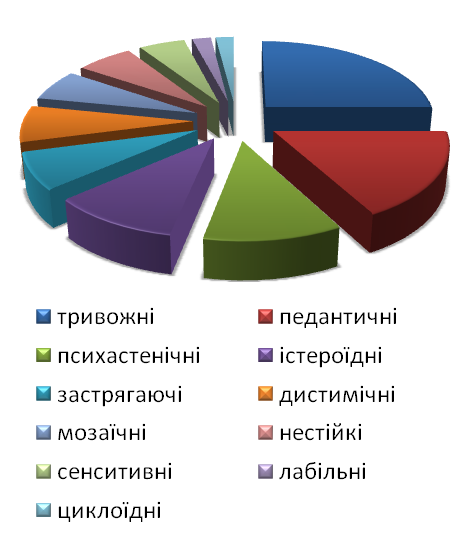 тривожні педантичні
психастенічні істероїдні
застрягаючі дистимічні
мозаїчні нестійкі
сенситивні лабільні
циклоїдні